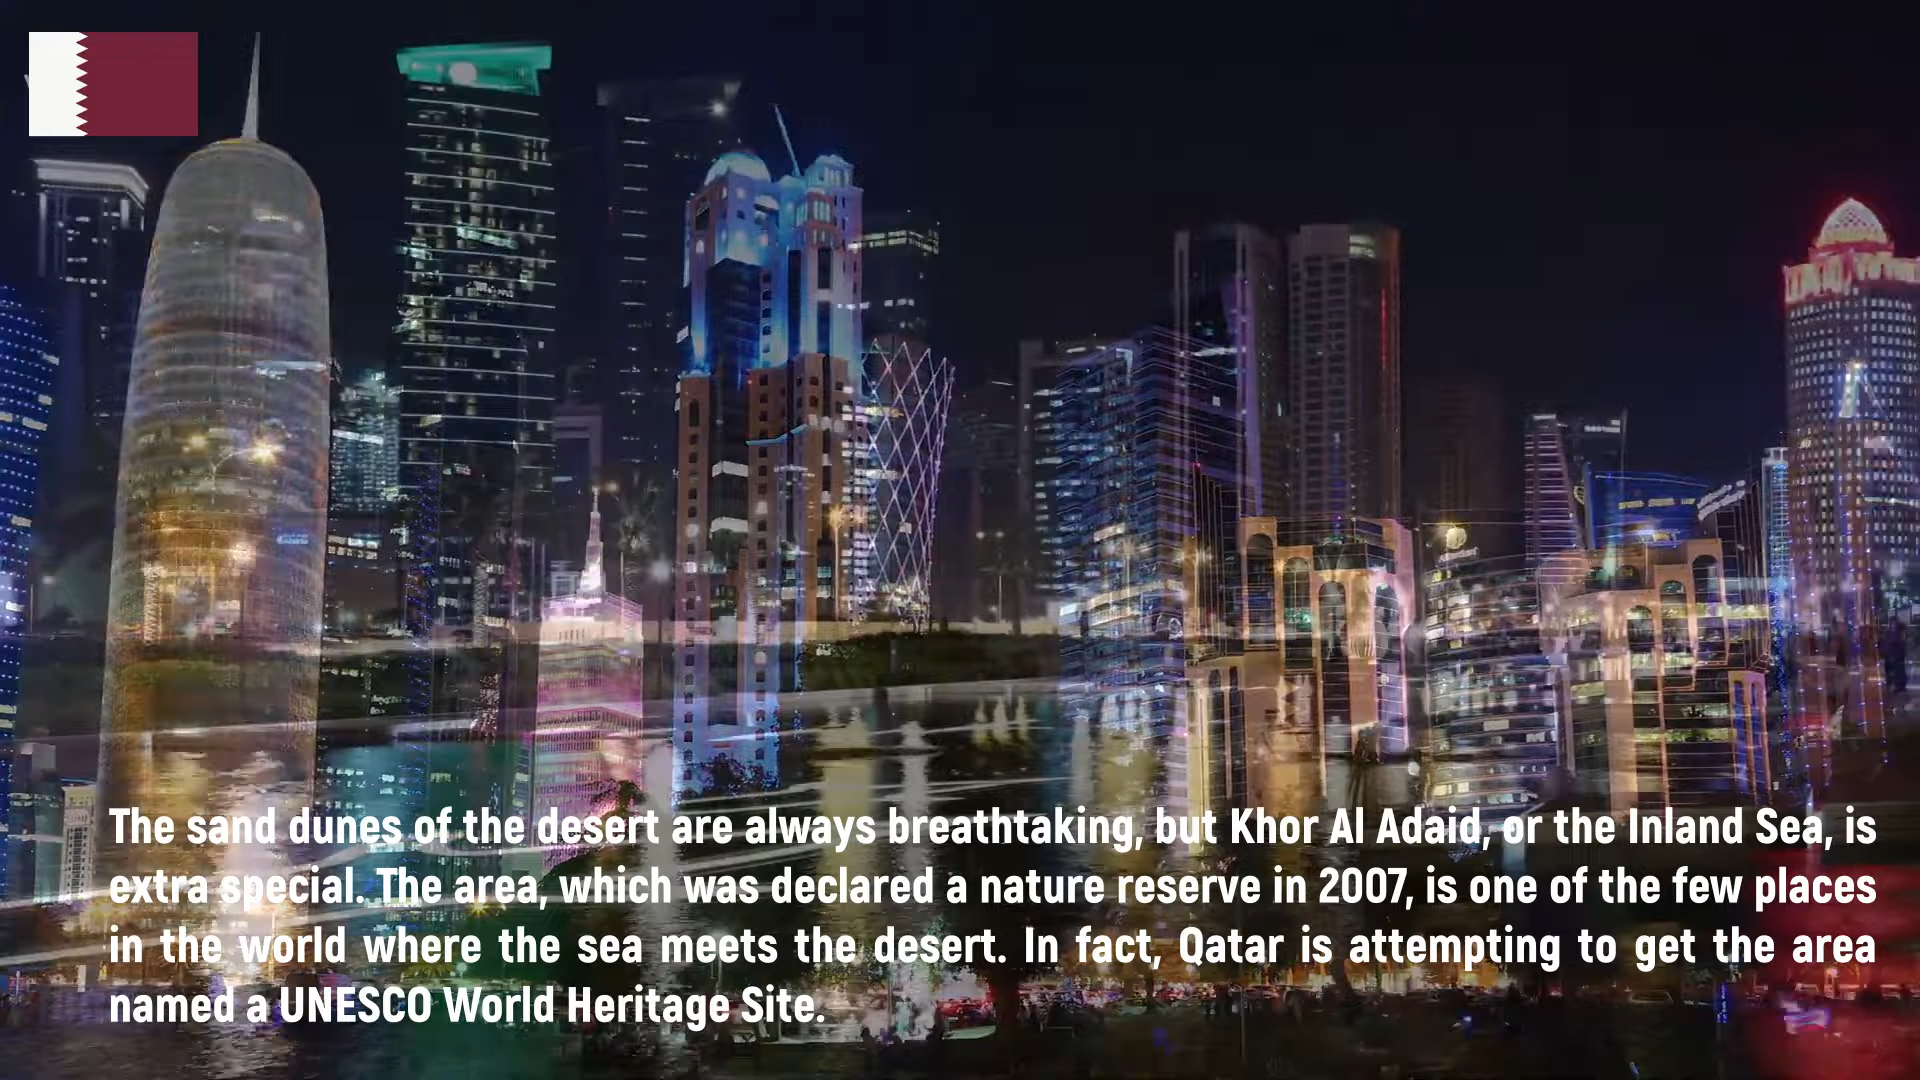 The sand dunes of the desert are always breathtaking, but Khor Al Adaid, or the Inland Sea, is
extra special. The area, which was declared a nature reserve in 2007, is one of the few places
in the world where the sea meets the desert. In fact, Qatar is attempting to get the area
named a UNESCO World Heritage Site.